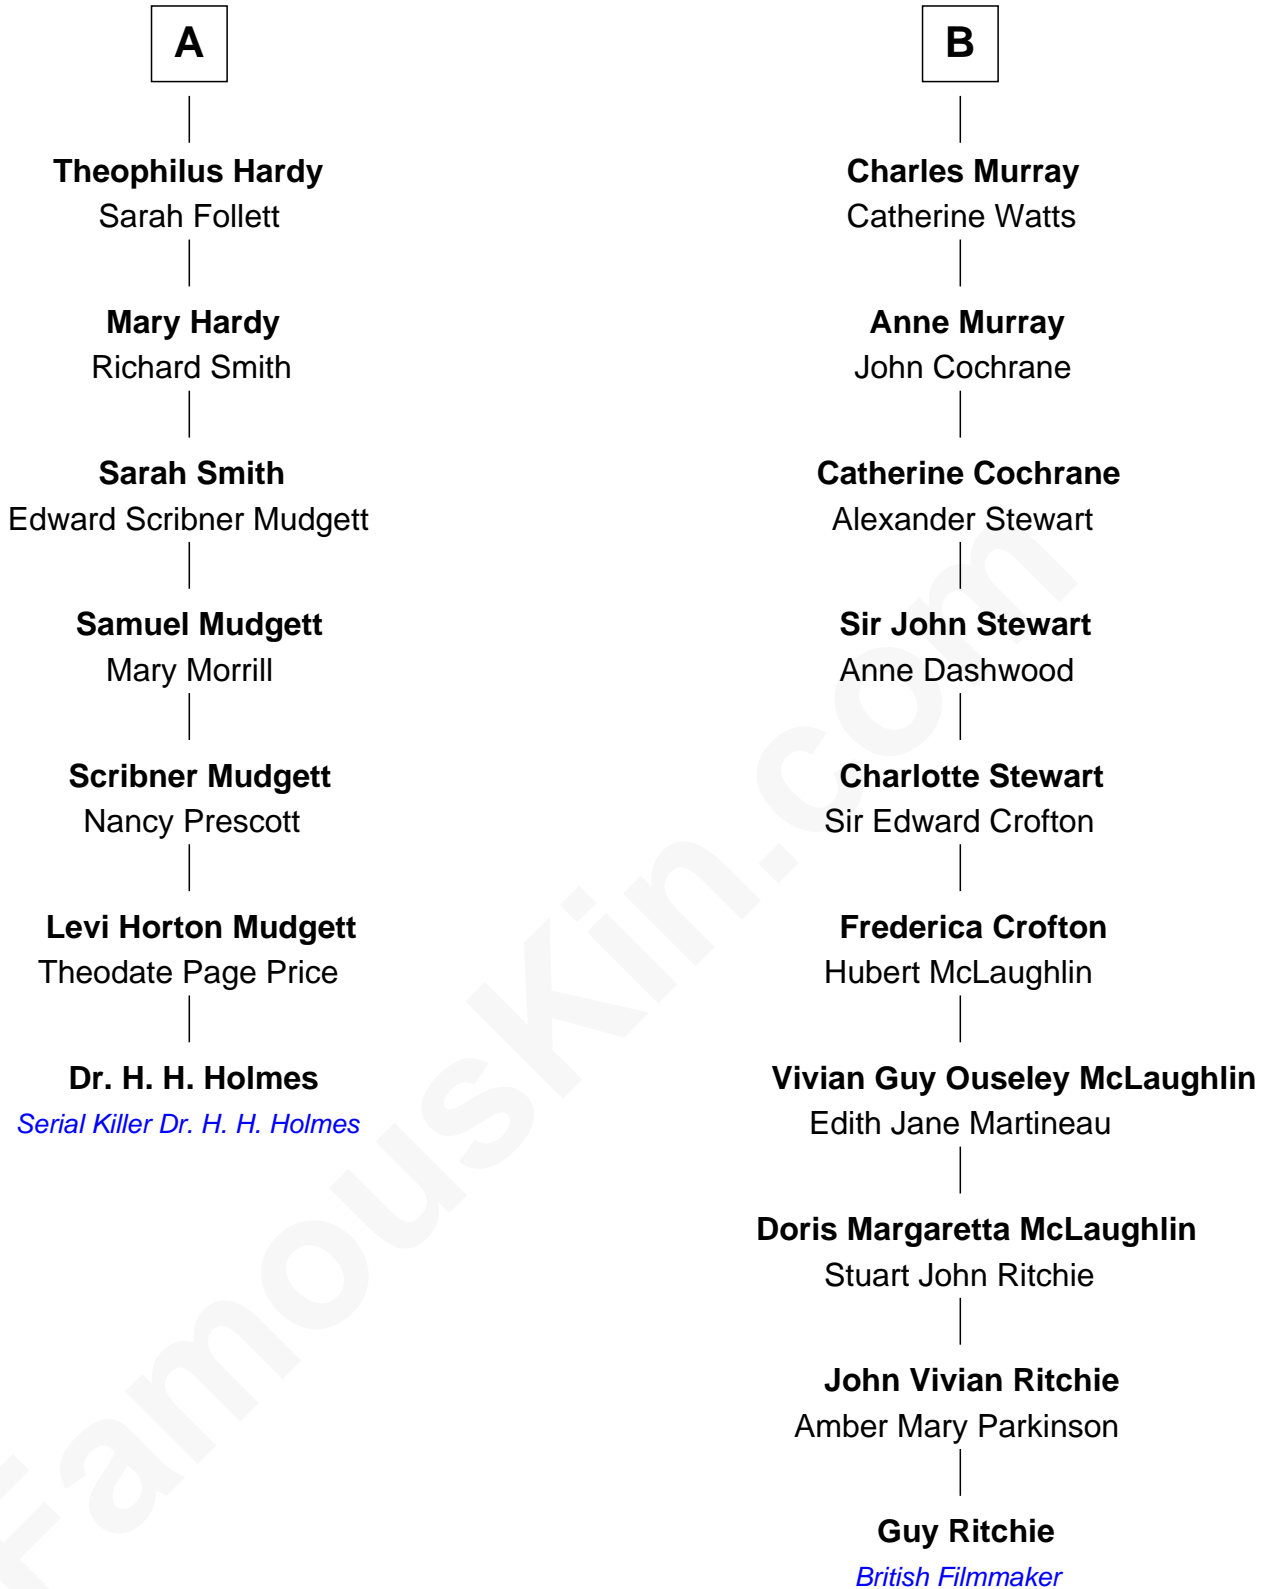 A
Theophilus Hardy
Sarah Follett
Mary Hardy
Richard Smith
Sarah Smith
Edward Scribner Mudgett
Samuel Mudgett
Mary Morrill
Scribner Mudgett
Nancy Prescott
Levi Horton Mudgett
Theodate Page Price
Dr. H. H. Holmes
Serial Killer Dr. H. H. Holmes
B
Charles Murray
Catherine Watts
Anne Murray
John Cochrane
Catherine Cochrane
Alexander Stewart
Sir John Stewart
Anne Dashwood
Charlotte Stewart
Sir Edward Crofton
Frederica Crofton
Hubert McLaughlin
Vivian Guy Ouseley McLaughlin
Edith Jane Martineau
Doris Margaretta McLaughlin
Stuart John Ritchie
John Vivian Ritchie
Amber Mary Parkinson
Guy Ritchie
British Filmmaker
FamousKin.com